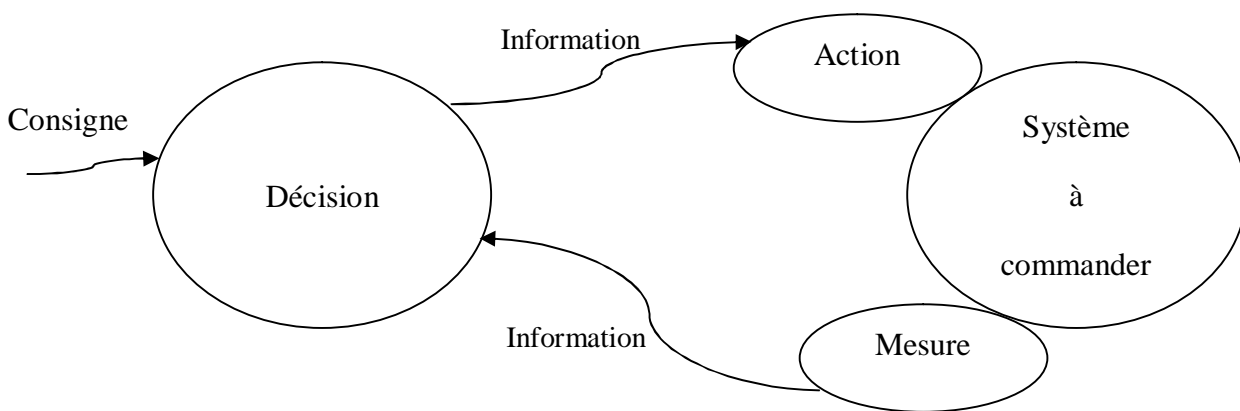 Information
Action
Consigne
Système
à
commander
Décision
Information
Mesure